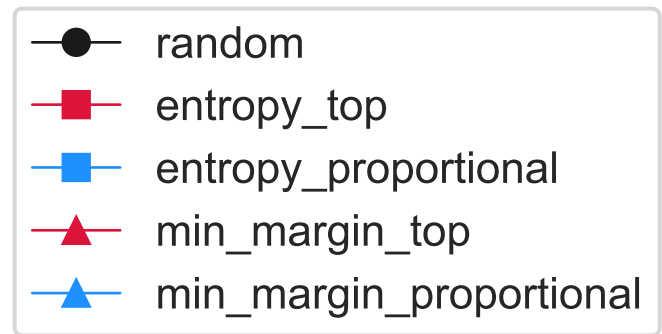 random
entropy_top
entropy_proportional
min_margin_top
min_margin_proportional